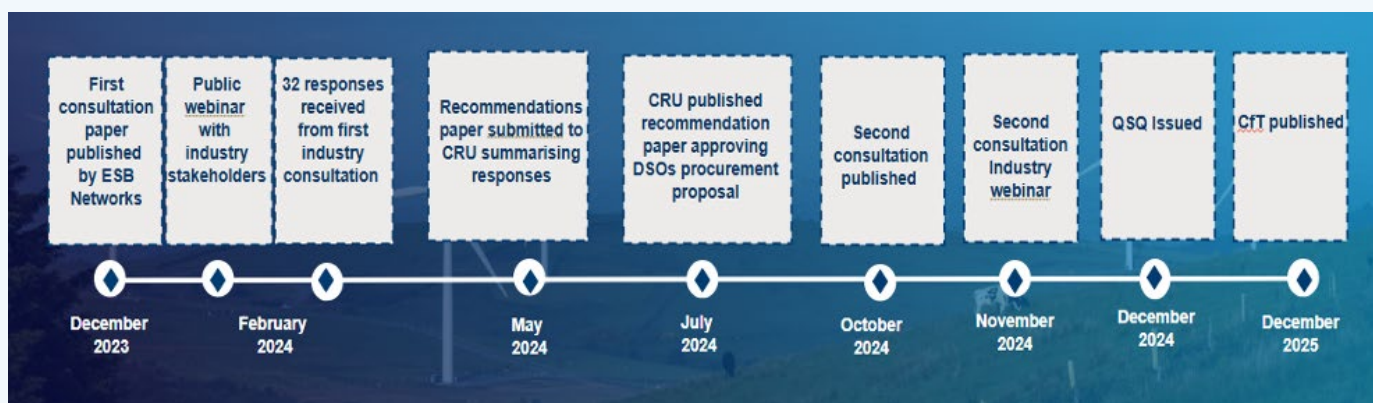 First
consultation
paper
published
by ESB
Networks
Public
webinar
with
industry
stakeholders
32 responses
received
from first
industry
consultation
Recommendations
paper submitted to
CRU summarising
responses
CRU published
recommendation
paper approving
DSOs procurement
proposal
Second
consultation
published
Second
consultation
Industry
webinar
QSQ Issued
CfT published
December
2023
February
2024
May
2024
July
2024
October
2024
November
2024
December
2024
December
2025